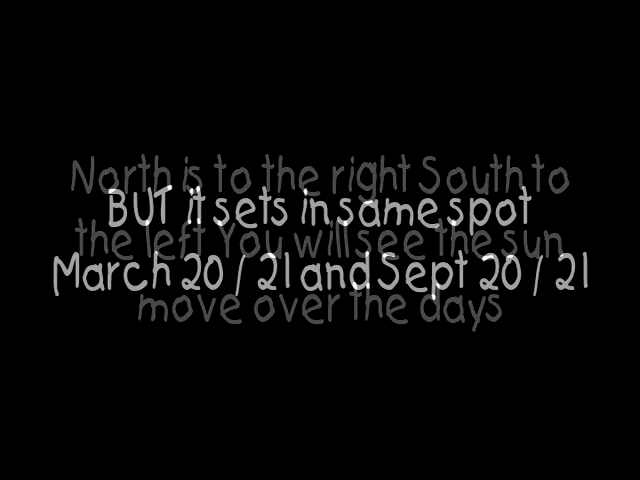 North is to the right South to
BUT it sets in same spot
the left You will see the sun
March 20 / 21 and Sept 20 / 21
move over the days